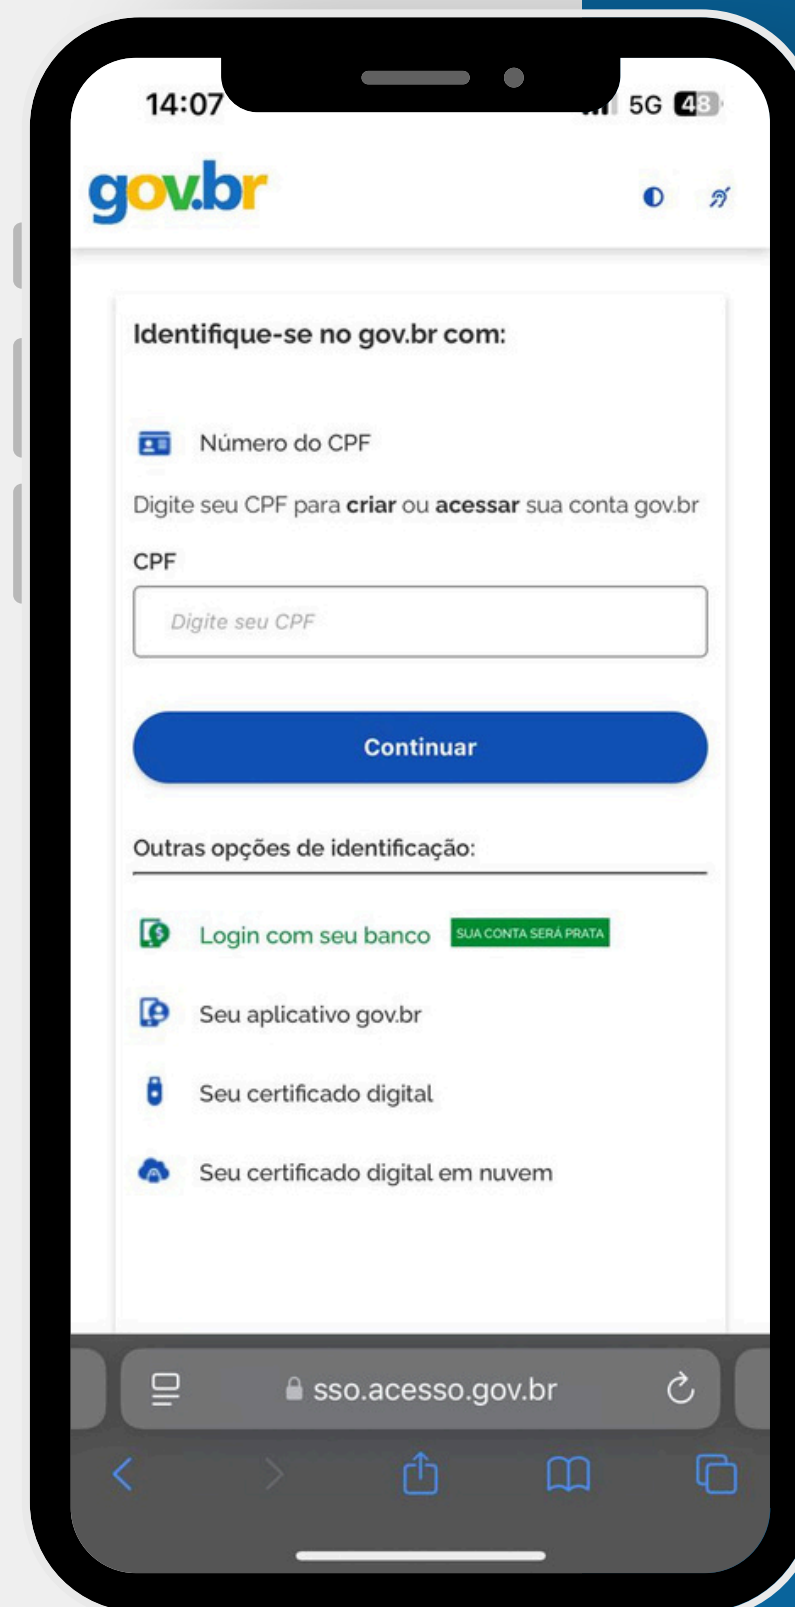 14:07
5G 48
gov.br
Identifique-se no gov.br com:
Número do CPF
Digite seu CPF para criar ou acessar sua conta gov.br
CPF
Digite seu CPF
Continuar
Outras opções de identificação:
Login com seu banco SUA CONTA SERÁ PRATA
Seu aplicativo gov.br
Seu certificado digital
Seu certificado digital em nuvem
sso.acesso.gov.br